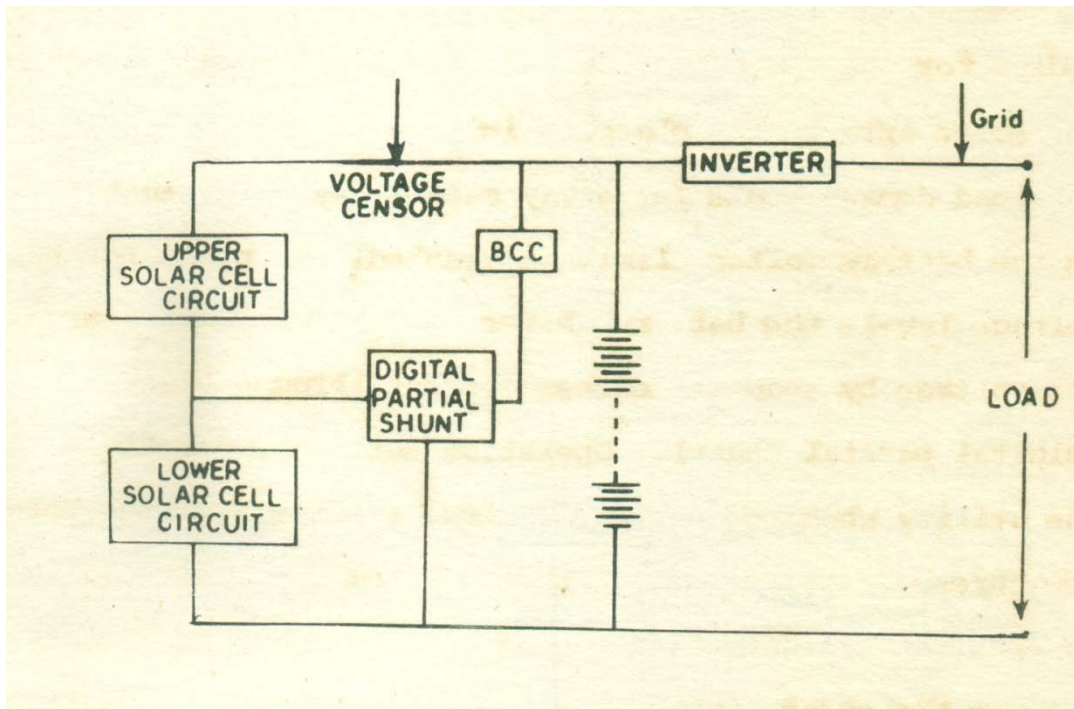 Grid
INVERTER
VOLTAGE
CENSOR
BCC
UPPER
SOLAR CELL
CIRCUIT
DIGITAL
PARTIAL
SHUNT
LOAD
LOWER
SOLAR CELL
CIRCUIT